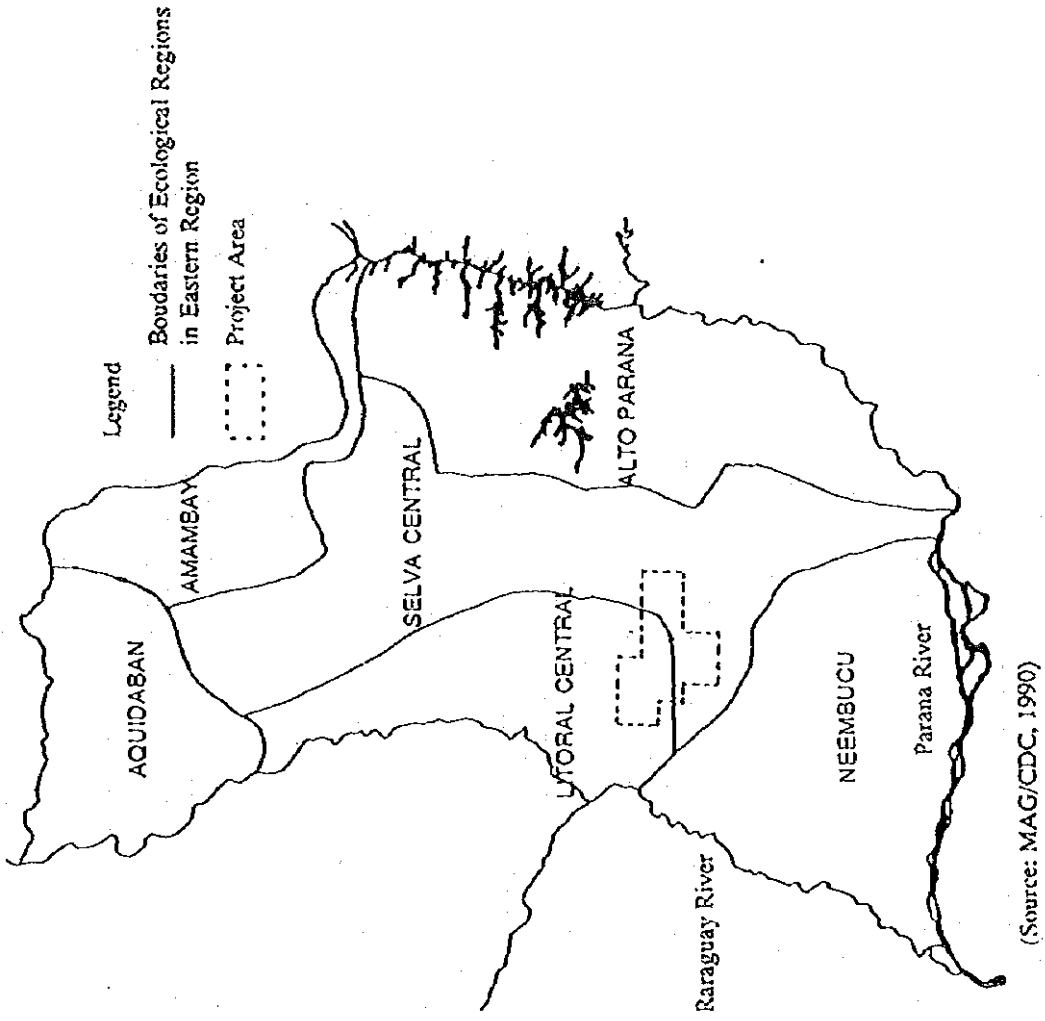 Legend
Boudaries of Ecological Regions
in Eastern Region
Project Area
AQUIDABAN
AMAMBAY
SELVA CENTRAL
LITORAL CENTRAL
ALTO PARANA
NEEMBUCU
Raraguay River
Parana River
(Source: MAG/CDC, 1990)